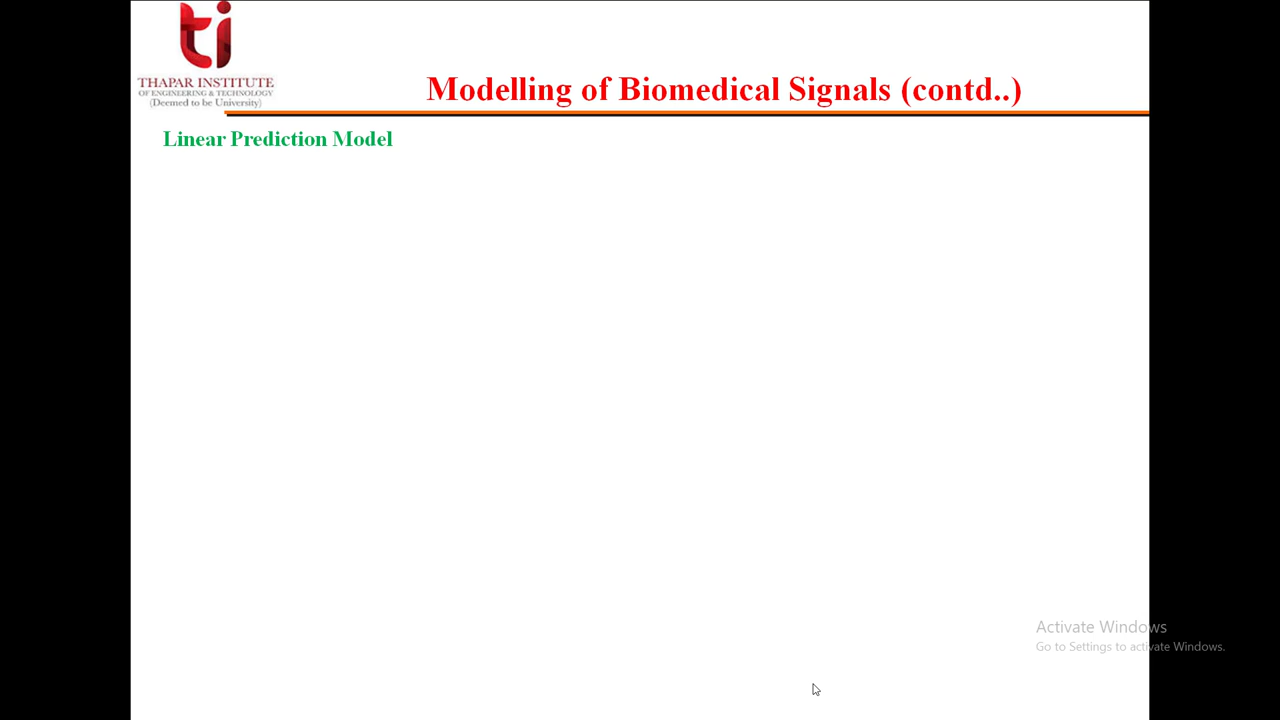 ti
THAPAR INSTITUTE
OF ENGINEERING & TECHNOLOGY
(Deemed to be University)
Modelling of Biomedical Signals (contd..)
Linear Prediction Model
Activate Windows
Go to Settings to activate Windows.